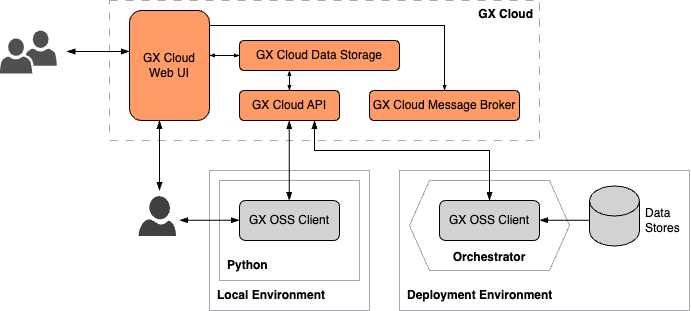 GX Cloud
GX Cloud
Web UI
GX Cloud Data Storage
GX Cloud API
GX Cloud Message Broker
GX OSS Client
Python
Local Environment
GX OSS Client
Orchestrator
Data
Stores
Deployment Environment